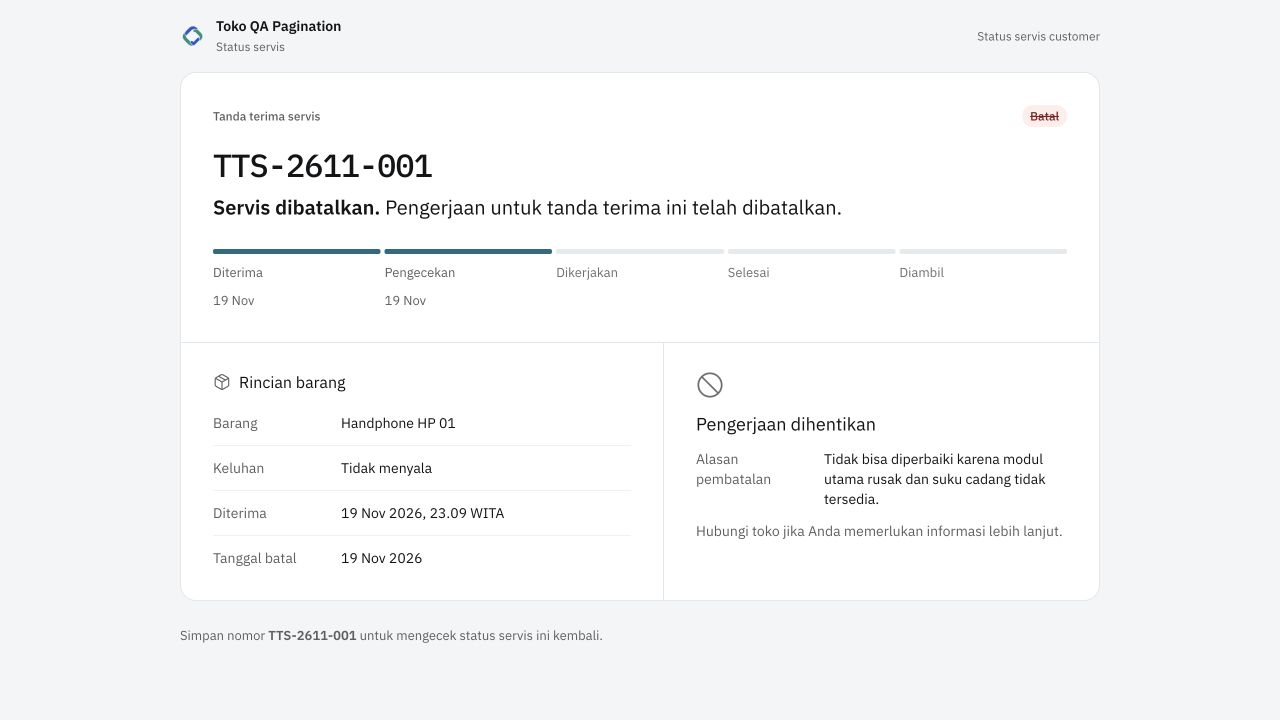 Toko QA Pagination
Status servis
Status servis customer
Tanda terima servis
Batal
TTS-2611-001
Servis dibatalkan. Pengerjaan untuk tanda terima ini telah dibatalkan.
Diterima
19 Nov
Pengecekan
19 Nov
Dikerjakan
Selesai
Diambil
Rincian barang
Barang
Handphone HP 01
Keluhan
Tidak menyala
Diterima
19 Nov 2026, 23.09 WITA
Tanggal batal
19 Nov 2026
Pengerjaan dihentikan
Alasan
pembatalan
Tidak bisa diperbaiki karena modul
utama rusak dan suku cadang tidak
tersedia.
Hubungi toko jika Anda memerlukan informasi lebih lanjut.
Simpan nomor TTS-2611-001 untuk mengecek status servis ini kembali.